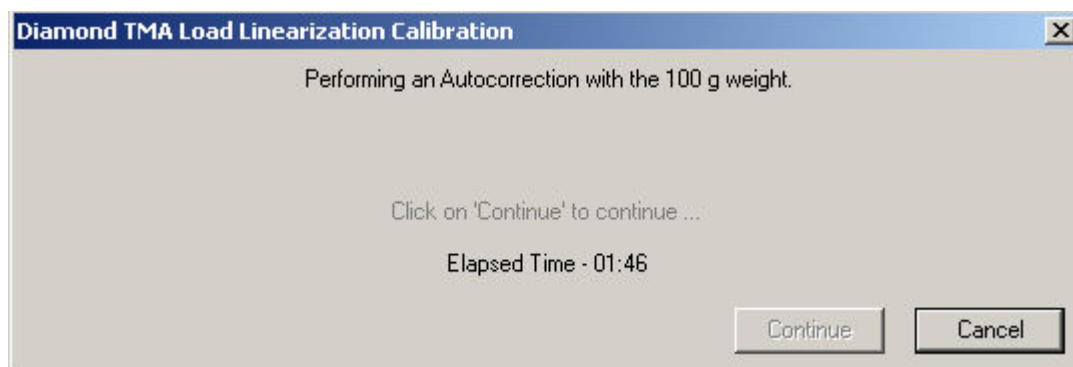 Diamond TMA Load Linearization Calibration
Performing an Autocorrection with the 100 g weight.
Click on 'Continue' to continue ...
Elapsed Time - 01:46
Continue Cancel